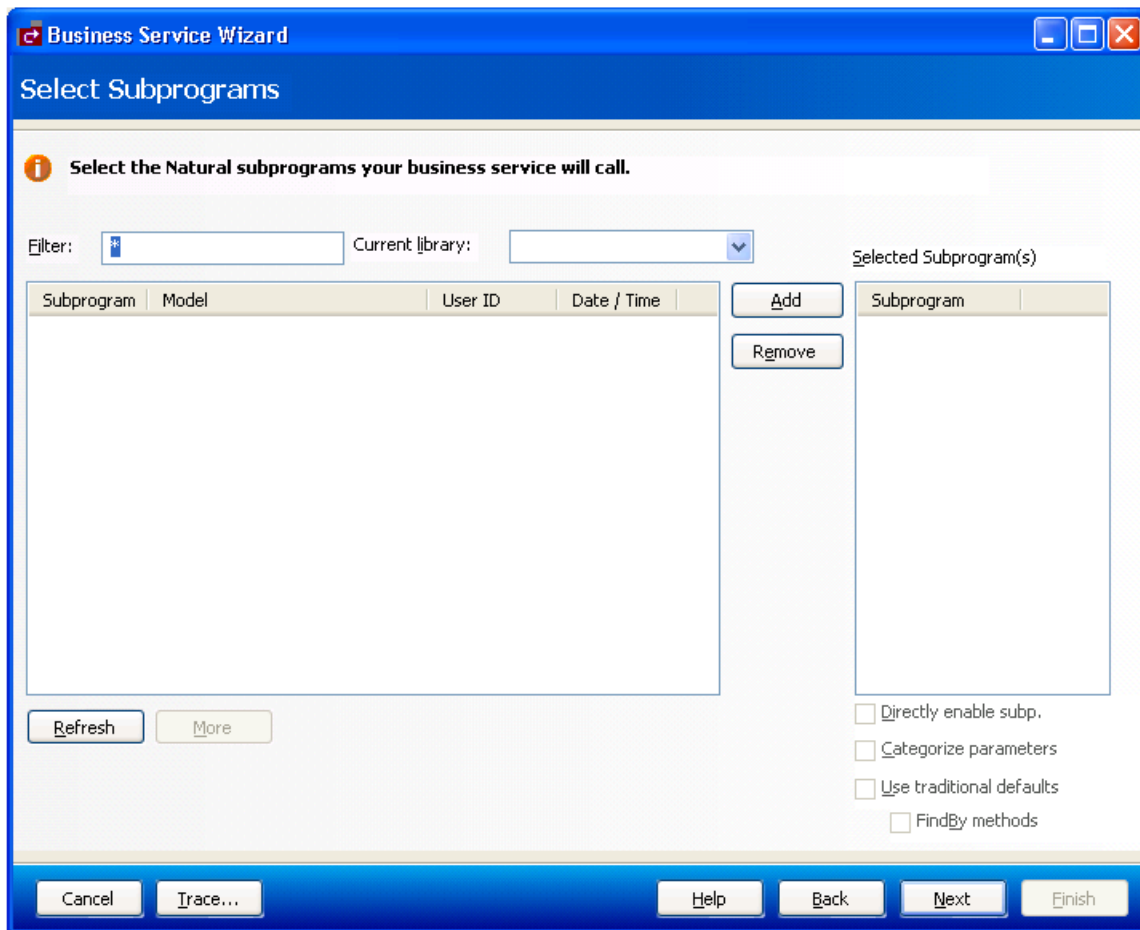 Business Service Wizard
Select Subprograms
Select the Natural subprograms your business service will call.
Filter: * Current library:
Selected Subprogram(s)
Subprogram Model User ID Date / Time
Add
Subprogram
Remove
Directly enable subp.
Refresh More
Categorize parameters
Use traditional defaults
FindBy methods
Cancel Trace... Help Back Next Finish